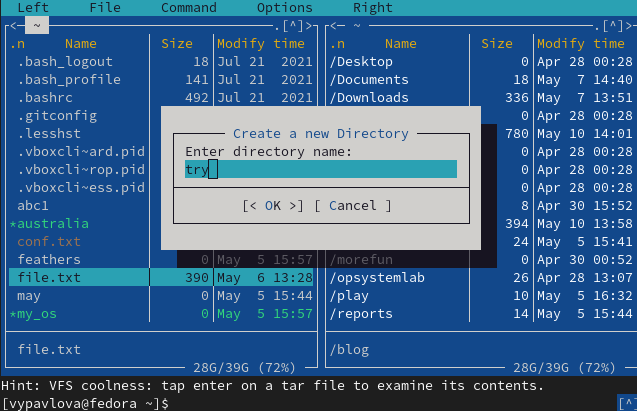 Left File Command Options Right
<─ ~ ─.[^]> <─ ~ ─.[^]>
.n Name Size Modify time .n Name Size Modify time
.bash_logout 18 Jul 21 2021 /Desktop 0 Apr 28 00:28
.bash_profile 141 Jul 21 2021 /Documents 18 May 7 14:40
.bashrc 492 Jul 21 2021 /Downloads 336 May 7 13:51
.gitconfig 0 Apr 28 00:28
.lesshst 780 May 10 14:01
.vboxcli~ard.pid 0 Apr 28 00:28
.vboxcli~rop.pid 0 Apr 28 00:28
.vboxcli~ess.pid 0 Apr 28 00:28
abc1 8 Apr 30 15:52
*australia 394 May 10 13:58
conf.txt 24 May 5 15:41
feathers 0 May 5 15:57 /morefun 0 Apr 30 00:52
file.txt 390 May 6 13:28 /opsystemlab 26 Apr 28 13:07
may 0 May 5 15:44 /play 10 May 5 16:32
*my_os 0 May 5 15:57 /reports 14 May 5 15:44
Create a new Directory
Enter directory name:
try
[< OK >] [ Cancel ]
file.txt /blog
28G/39G (72%) 28G/39G (72%)
Hint: VFS coolness: tap enter on a tar file to examine its contents.
[vypavlova@fedora ~]$ [^]